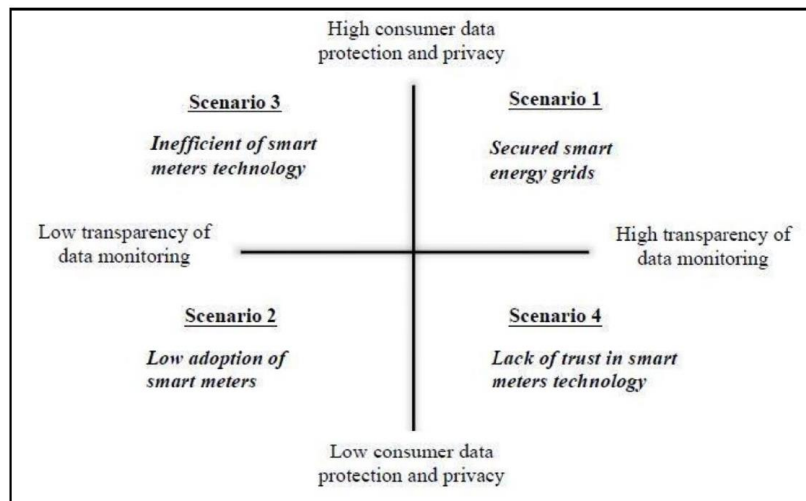 High consumer data
protection and privacy
Scenario 3
Inefficient of smart
meters technology
Scenario 1
Secured smart
energy grids
Low transparency of
data monitoring
High transparency of
data monitoring
Scenario 2
Low adoption of
smart meters
Scenario 4
Lack of trust in smart
meters technology
Low consumer data
protection and privacy